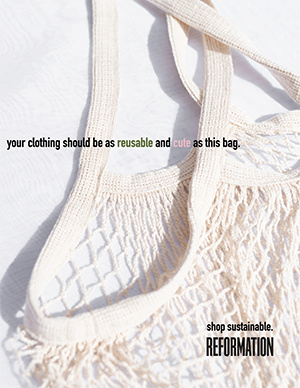 your clothing should be as reusable and cute as this bag.
shop sustainable.
REFORMATION